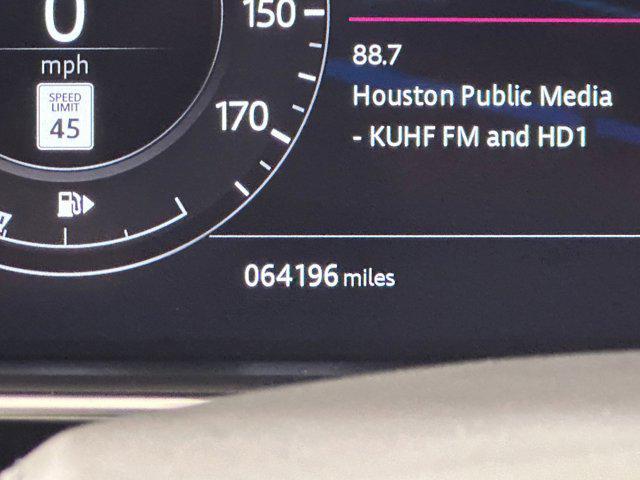 0
mph
SPEED
LIMIT
45
150
170
88.7
Houston Public Media
- KUHF FM and HD1
064196 miles